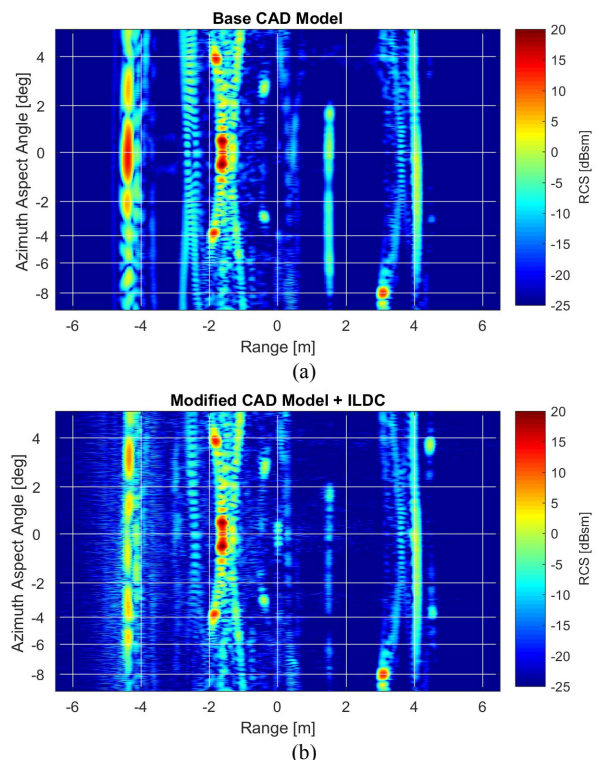 Base CAD Model
4
2
0
-2
-4
-6
-8
Azimuth Aspect Angle [deg]
-6 -4 -2 0 2 4 6
Range [m]
20
15
10
5
0
-5
-10
-15
-20
-25
RCS [dBsm]
(a)
Modified CAD Model + ILDC
4
2
0
-2
-4
-6
-8
Azimuth Aspect Angle [deg]
-6 -4 -2 0 2 4 6
Range [m]
20
15
10
5
0
-5
-10
-15
-20
-25
RCS [dBsm]
(b)